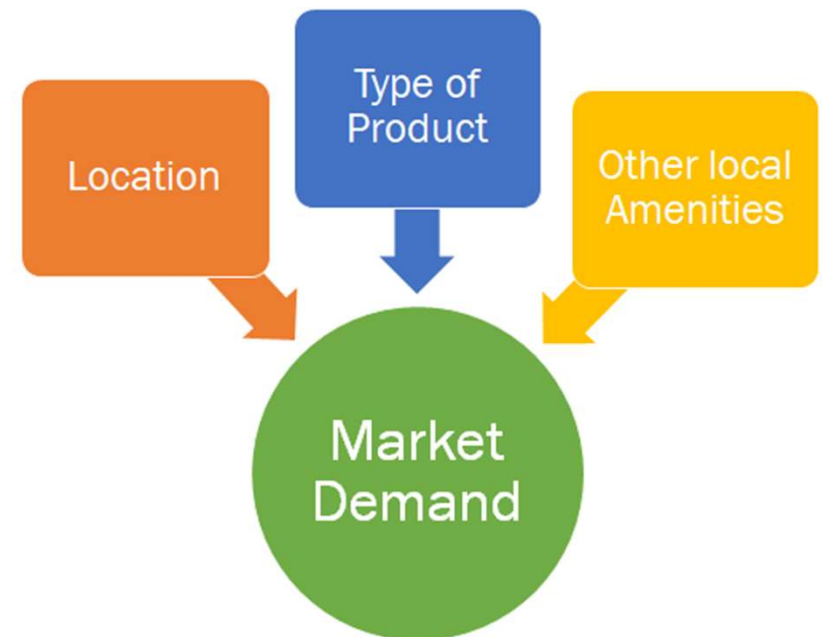 Type of
Product
Location
Other local
Amenities
Market
Demand